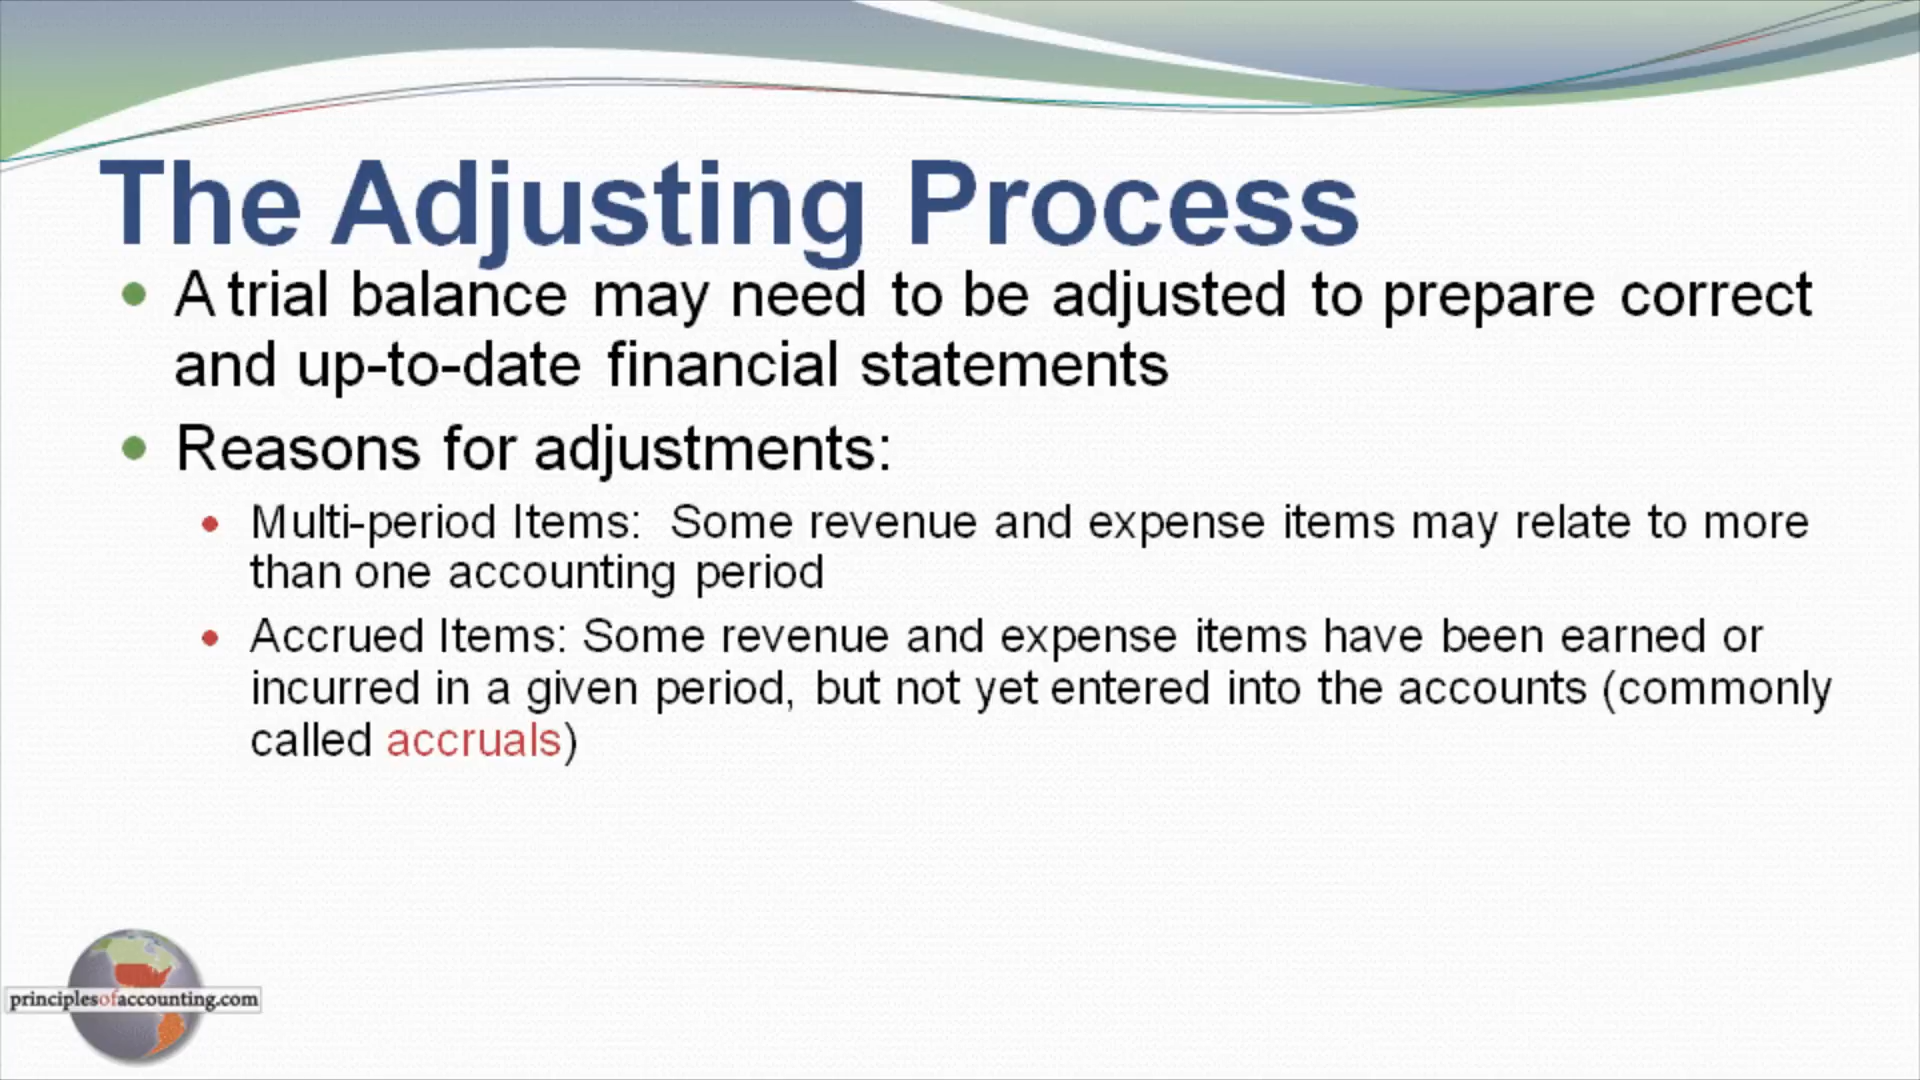 The Adjusting Process
A trial balance may need to be adjusted to prepare correct
and up-to-date financial statements
Reasons for adjustments:
Multi-period Items: Some revenue and expense items may relate to more
than one accounting period
Accrued Items: Some revenue and expense items have been earned or
incurred in a given period, but not yet entered into the accounts (commonly
called accruals)
principlesofaccounting.com